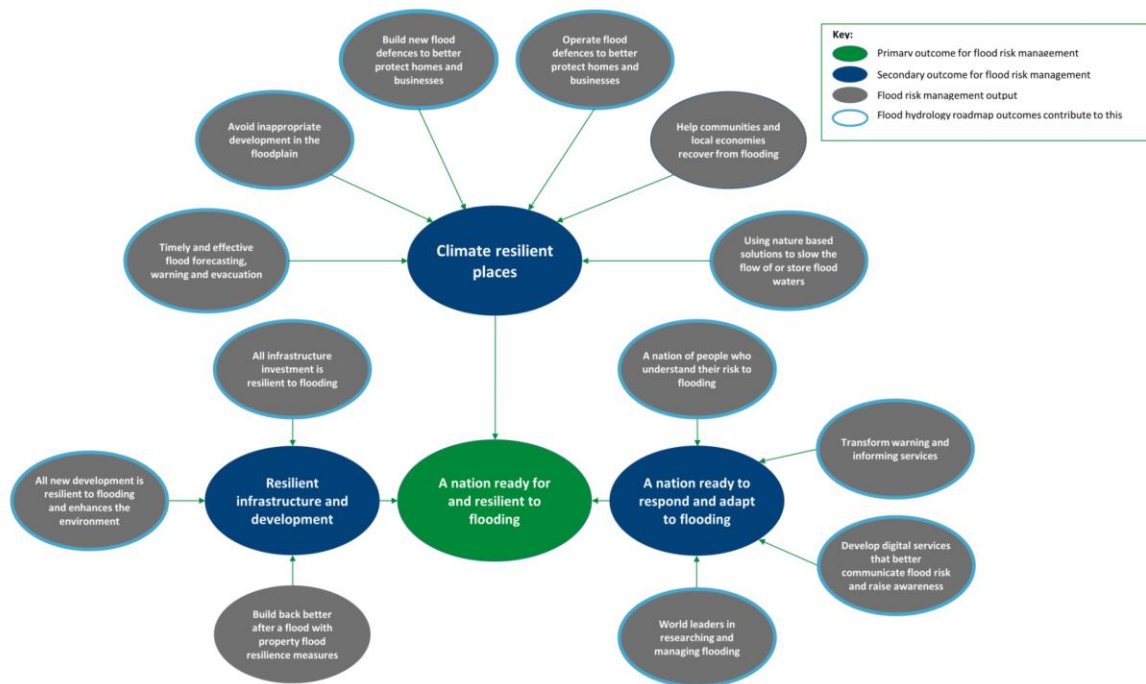 Build new flood
defences to better
protect homes and
businesses
Operate flood
defences to better
protect homes and
businesses
Key:
Primary outcome for flood risk management
Secondary outcome for flood risk management
Flood risk management output
Flood hydrology roadmap outcomes contribute to this
Avoid inappropriate
development in the
floodplain
Help communities and
local economies
recover from flooding
Timely and effective
flood forecasting,
warning and evacuation
Climate resilient
places
Using nature based
solutions to slow the
flow of or store flood
waters
All infrastructure
investment is
resilient to flooding
A nation of people who
understand their risk to
flooding
Transform warning and
informing services
All new development is
resilient to flooding
and enhances the
environment
Resilient
infrastructure and
development
A nation ready for
and resilient to
flooding
A nation ready to
respond and adapt
to flooding
Develop digital services
that better
communicate flood risk
and raise awareness
Build back better
after a flood with
property flood
resilience measures
World leaders in
researching and
managing flooding